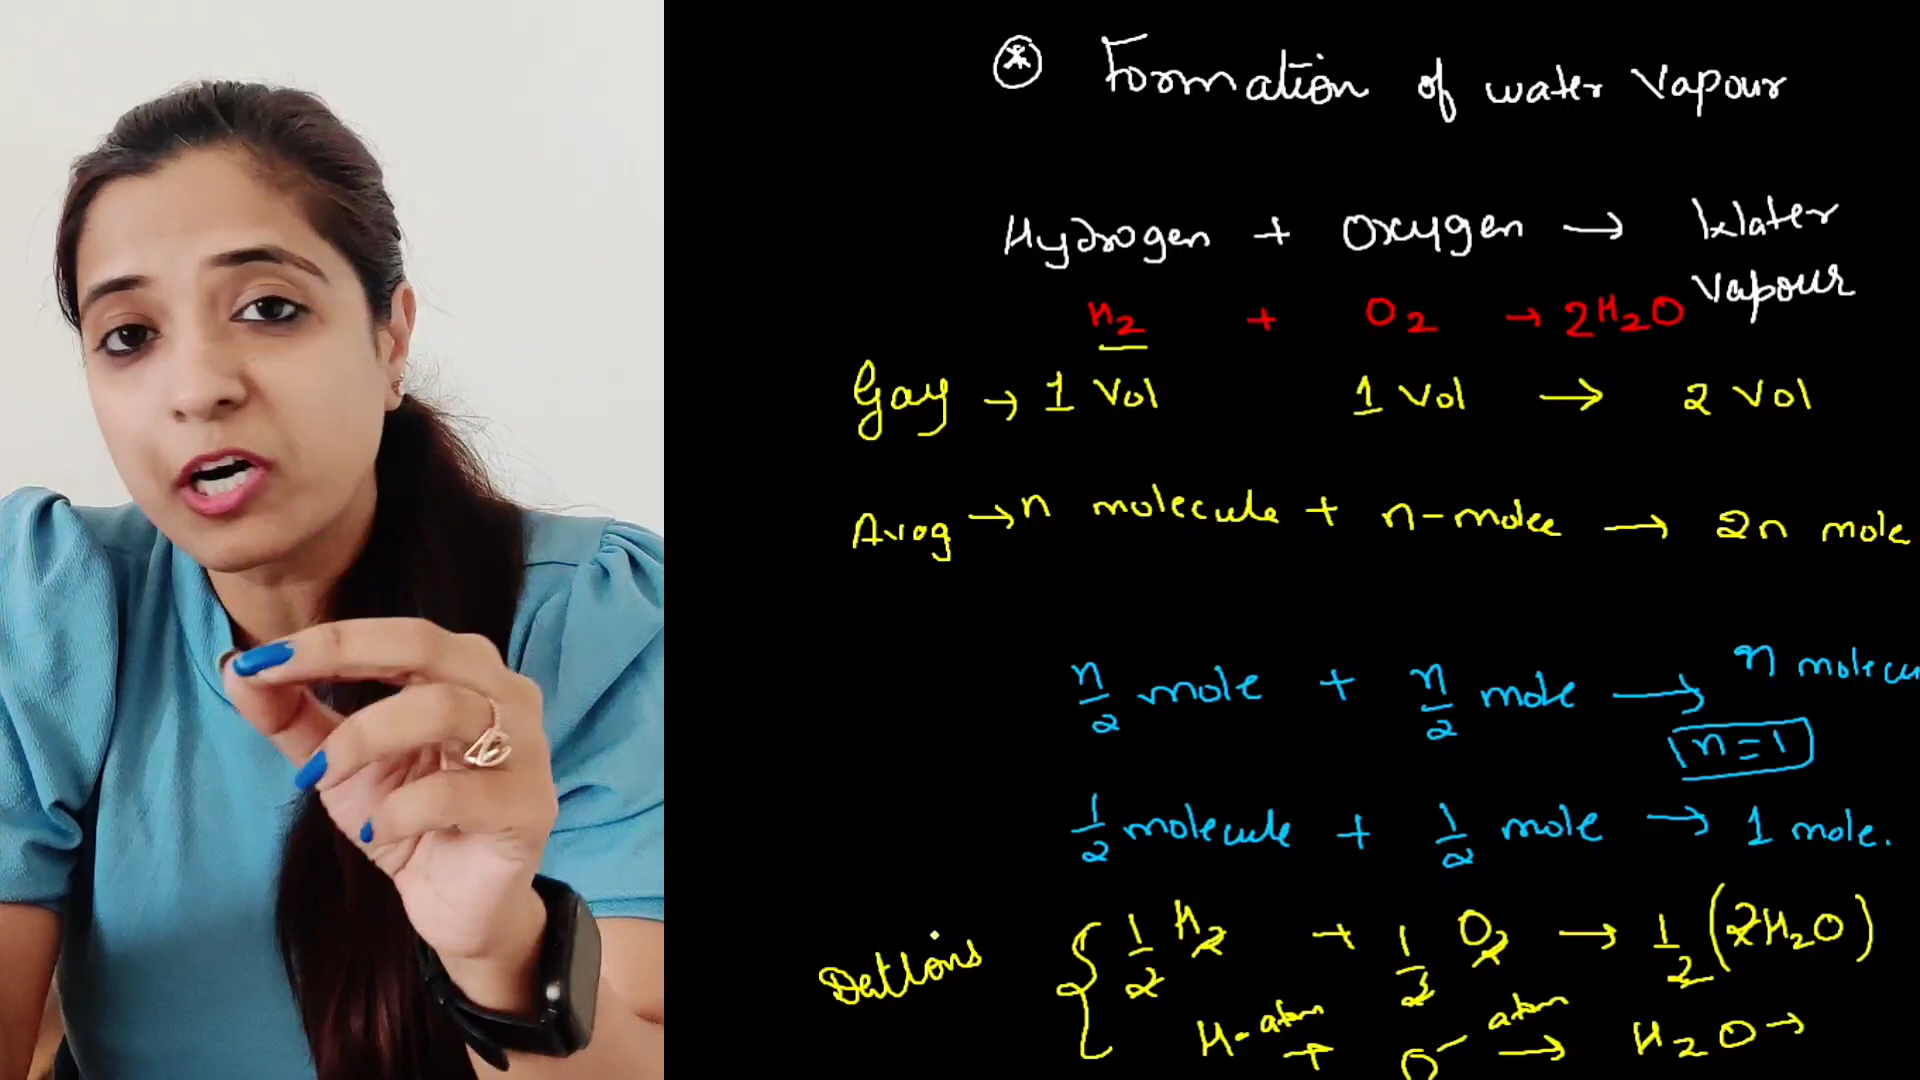 * Formation of water vapour
Hydrogen + Oxygen → Water
vapour
H₂ + O₂ → 2H₂O
Gay → 1 Vol 1 Vol → 2 Vol
Avog → n molecule + n-molee → 2n mole
n/2 mole + n/2 mole → n molecu
n=1
1/2 molecule + 1/2 mole → 1 mole.
1/2 H₂ + 1/2 O₂ → 1/2 (2H₂O)
H-atom + O-atom → H₂O →